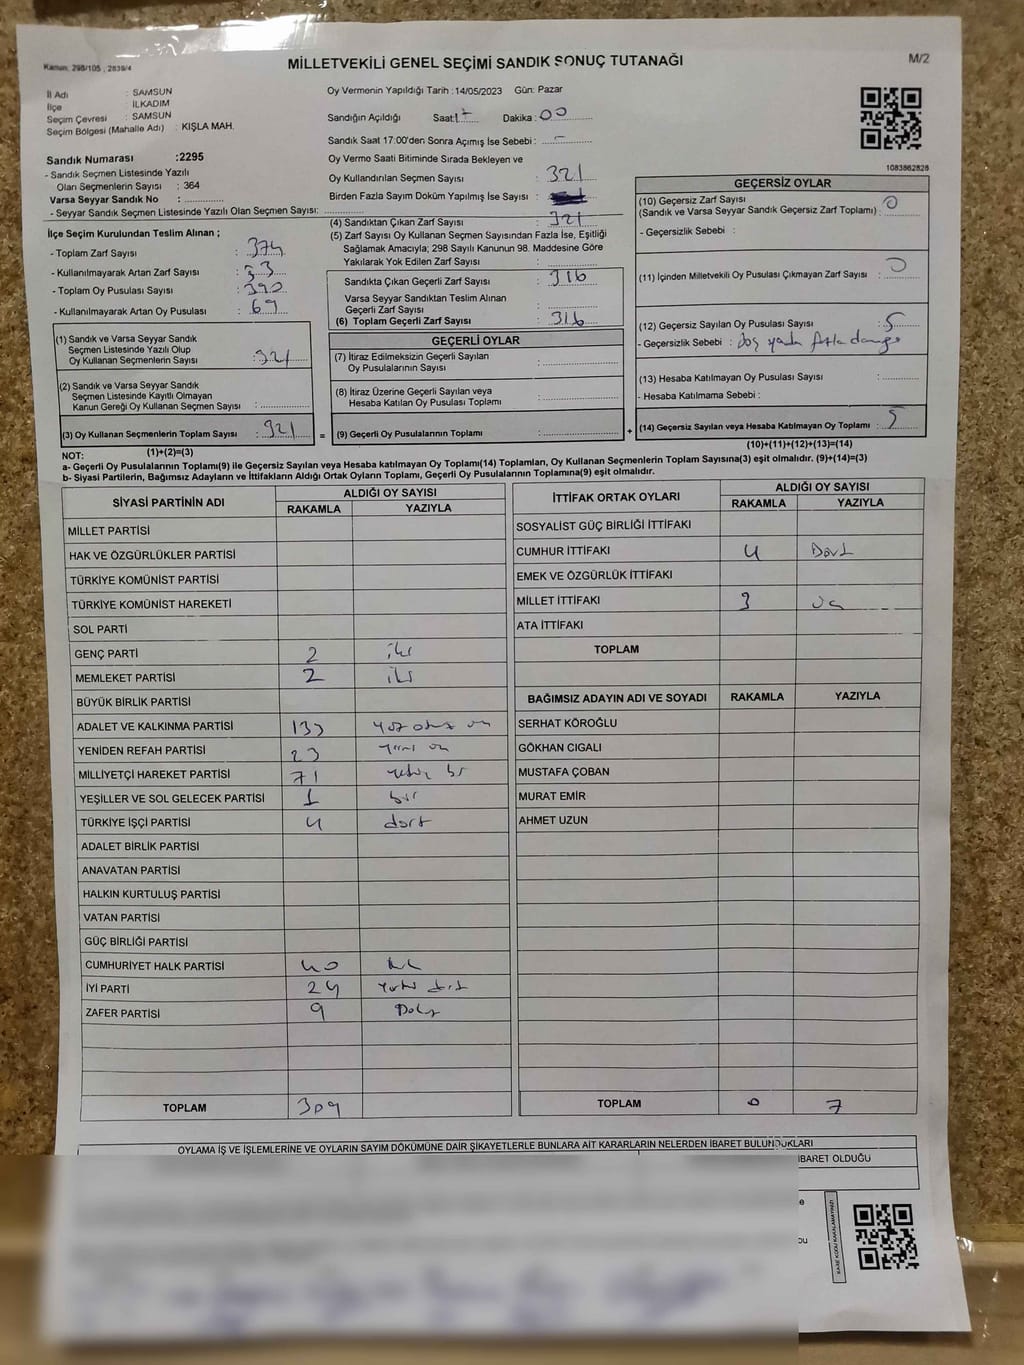 Kanun: 298/105 , 2839/4
MİLLETVEKİLİ GENEL SEÇİMİ SANDIK SONUÇ TUTANAĞI
M/2
İl Adı : SAMSUN
İlçe : İLKADIM
Seçim Çevresi : SAMSUN
Seçim Bölgesi (Mahalle Adı) : KIŞLA MAH.
Sandık Numarası :2295
- Sandık Seçmen Listesinde Yazılı
Olan Seçmenlerin Sayısı : 364
Varsa Seyyar Sandık No : ..............
- Seyyar Sandık Seçmen Listesinde Yazılı Olan Seçmen Sayısı: ..............
İlçe Seçim Kurulundan Teslim Alınan ;
- Toplam Zarf Sayısı : 374
- Kullanılmayarak Artan Zarf Sayısı : 53
- Toplam Oy Pusulası Sayısı : 390
- Kullanılmayarak Artan Oy Pusulası : 69
(1) Sandık ve Varsa Seyyar Sandık
Seçmen Listesinde Yazılı Olup
Oy Kullanan Seçmenlerin Sayısı : 321
(2) Sandık ve Varsa Seyyar Sandık
Seçmen Listesinde Kayıtlı Olmayan
Kanun Gereği Oy Kullanan Seçmen Sayısı : ..............
(3) Oy Kullanan Seçmenlerin Toplam Sayısı : 321
(1)+(2)=(3)
Oy Vermenin Yapıldığı Tarih :14/05/2023 Gün: Pazar
Sandığın Açıldığı Saat: 17 Dakika : 00
Sandık Saat 17:00'den Sonra Açımış İse Sebebi : -
Oy Verme Saati Bitiminde Sırada Bekleyen ve
Oy Kullandırılan Seçmen Sayısı : 321
Birden Fazla Sayım Doküm Yapılmış İse Sayısı :
(4) Sandıktan Çıkan Zarf Sayısı : 321
(5) Zarf Sayısı Oy Kullanan Seçmen Sayısından Fazla İse, Eşitliği
Sağlamak Amacıyla; 298 Sayılı Kanunun 98. Maddesine Göre
Yakılarak Yok Edilen Zarf Sayısı : ..............
Sandıkta Çıkan Geçerli Zarf Sayısı : 316
Varsa Seyyar Sandıktan Teslim Alınan
Geçerli Zarf Sayısı : ..............
(6) Toplam Geçerli Zarf Sayısı : 316
GEÇERLİ OYLAR
(7) İtiraz Edilmeksizin Geçerli Sayılan
Oy Pusulalarının Sayısı : ..............
(8) İtiraz Üzerine Geçerli Sayılan veya
Hesaba Katılan Oy Pusulası Toplamı : ..............
= (9) Geçerli Oy Pusulalarının Toplamı : .............. +
1083862828
GEÇERSİZ OYLAR
(10) Geçersiz Zarf Sayısı
(Sandık ve Varsa Seyyar Sandık Geçersiz Zarf Toplamı) : 0
- Geçersizlik Sebebi :
(11) İçinden Milletvekili Oy Pusulası Çıkmayan Zarf Sayısı : 0
(12) Geçersiz Sayılan Oy Pusulası Sayısı : 5
- Geçersizlik Sebebi : Boş yada fazla damga
(13) Hesaba Katılmayan Oy Pusulası Sayısı : ..............
- Hesaba Katılmama Sebebi :
(14) Geçersiz Sayılan veya Hesaba Katılmayan Oy Toplamı : 5
(10)+(11)+(12)+(13)=(14)
NOT:
a- Geçerli Oy Pusulalarının Toplamı(9) ile Geçersiz Sayılan veya Hesaba katılmayan Oy Toplamı(14) Toplamları, Oy Kullanan Seçmenlerin Toplam Sayısına(3) eşit olmalıdır. (9)+(14)=(3)
b- Siyasi Partilerin, Bağımsız Adayların ve İttifakların Aldığı Ortak Oyların Toplamı, Geçerli Oy Pusulalarının Toplamına(9) eşit olmalıdır.
SİYASİ PARTİNİN ADI ALDIĞI OY SAYISI
RAKAMLA YAZIYLA
MİLLET PARTİSİ
HAK VE ÖZGÜRLÜKLER PARTİSİ
TÜRKİYE KOMÜNİST PARTİSİ
TÜRKİYE KOMÜNİST HAREKETİ
SOL PARTİ
GENÇ PARTİ 2 iki
MEMLEKET PARTİSİ 2 iki
BÜYÜK BİRLİK PARTİSİ
ADALET VE KALKINMA PARTİSİ 133 yüz otuz üç
YENİDEN REFAH PARTİSİ 23 yirmi üç
MİLLİYETÇİ HAREKET PARTİSİ 71 yetmiş bir
YEŞİLLER VE SOL GELECEK PARTİSİ 1 bir
TÜRKİYE İŞÇİ PARTİSİ 4 dört
ADALET BİRLİK PARTİSİ
ANAVATAN PARTİSİ
HALKIN KURTULUŞ PARTİSİ
VATAN PARTİSİ
GÜÇ BİRLİĞİ PARTİSİ
CUMHURİYET HALK PARTİSİ 40 kırk
İYİ PARTİ 24 yirmi dört
ZAFER PARTİSİ 9 Dokuz
TOPLAM 309
İTTİFAK ORTAK OYLARI ALDIĞI OY SAYISI
RAKAMLA YAZIYLA
SOSYALİST GÜÇ BİRLİĞİ İTTİFAKI
CUMHUR İTTİFAKI 4 Dört
EMEK VE ÖZGÜRLÜK İTTİFAKI
MİLLET İTTİFAKI 3 üç
ATA İTTİFAKI
TOPLAM
BAĞIMSIZ ADAYIN ADI VE SOYADI RAKAMLA YAZIYLA
SERHAT KÖROĞLU
GÖKHAN CIGALI
MUSTAFA ÇOBAN
MURAT EMİR
AHMET UZUN
TOPLAM 0 7
OYLAMA İŞ VE İŞLEMLERİNE VE OYLARIN SAYIM DÖKÜMÜNE DAİR ŞİKAYETLERLE BUNLARA AİT KARARLARIN NELERDEN İBARET BULUNDUKLARI
İBARET OLDUĞU
KARE KODU KARALAMAYINIZ!